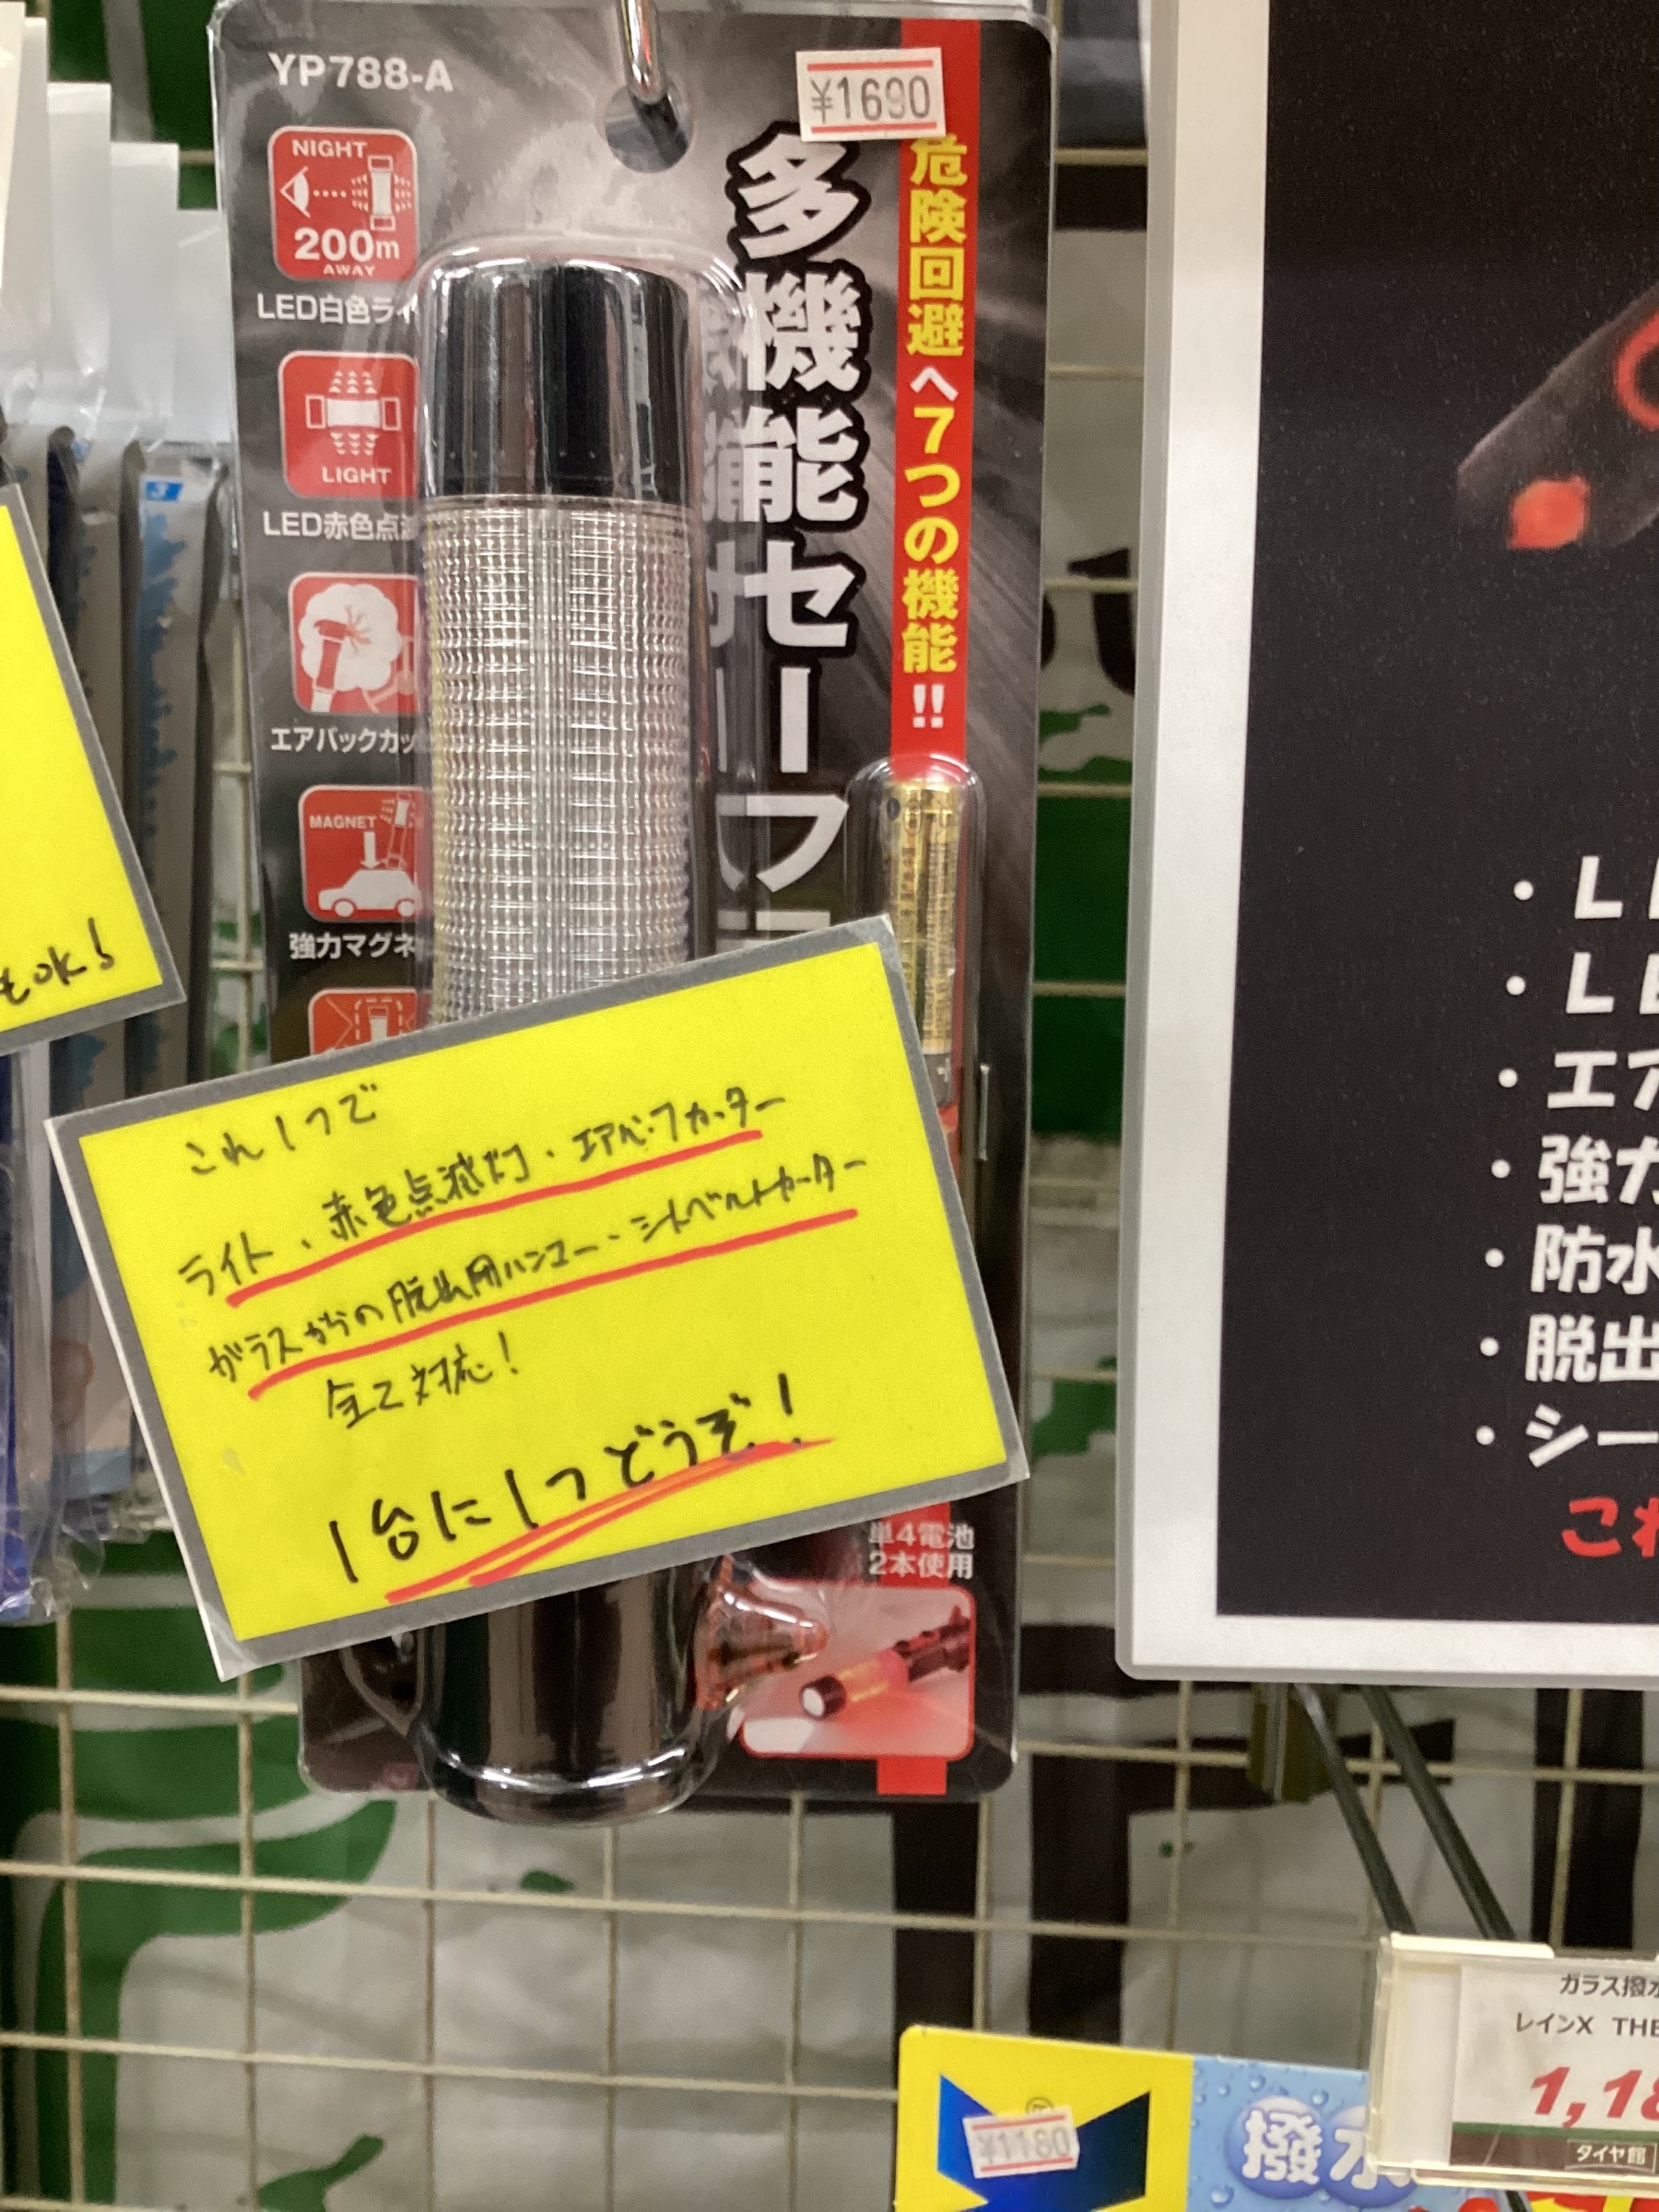 YP788-A
¥1690
NIGHT
200m
AWAY
LED白色ライ
LIGHT
LED赤色点滅
エアバックカッ
MAGNET
強力マグネ
多機能セーフ
危険回避へ7つの機能!!
もOK!
これ1つで
ライト、赤色点滅灯・エアバックカッター
ガラスからの脱出用ハンマー・シートベルトカッター
全て対応!
1台に1つどうぞ!
単4電池
2本使用
・L
・L
・エア
・強力
・防水
・脱出
・シー
これ
ガラス撥水
レインX THE
1,18
タイヤ館
¥1180
撥水